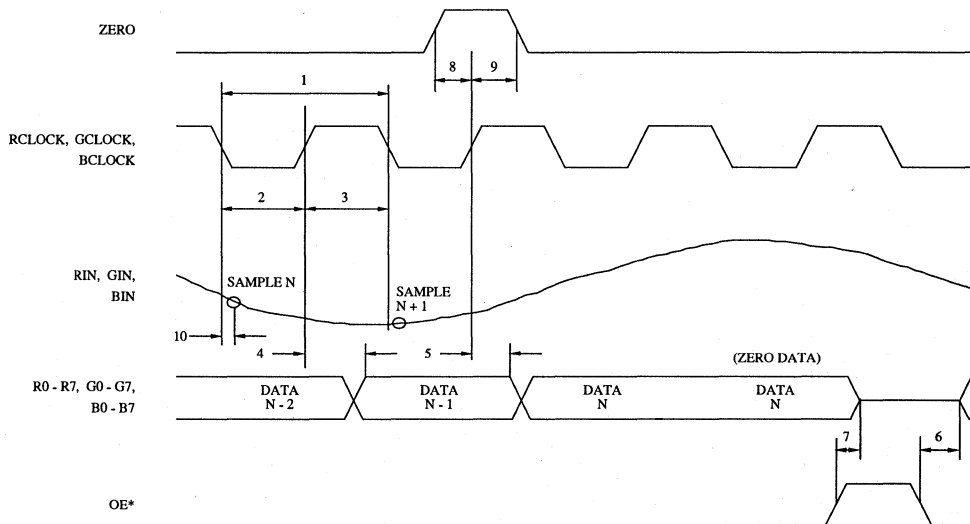 ZERO
8
9
1
RCLOCK, GCLOCK,
BCLOCK
2
3
RIN, GIN,
BIN
SAMPLE N
SAMPLE
N + 1
10
4
5
(ZERO DATA)
R0 - R7, G0 - G7,
B0 - B7
DATA
N-2
DATA
N-1
DATA
N
DATA
N
7
6
OE*